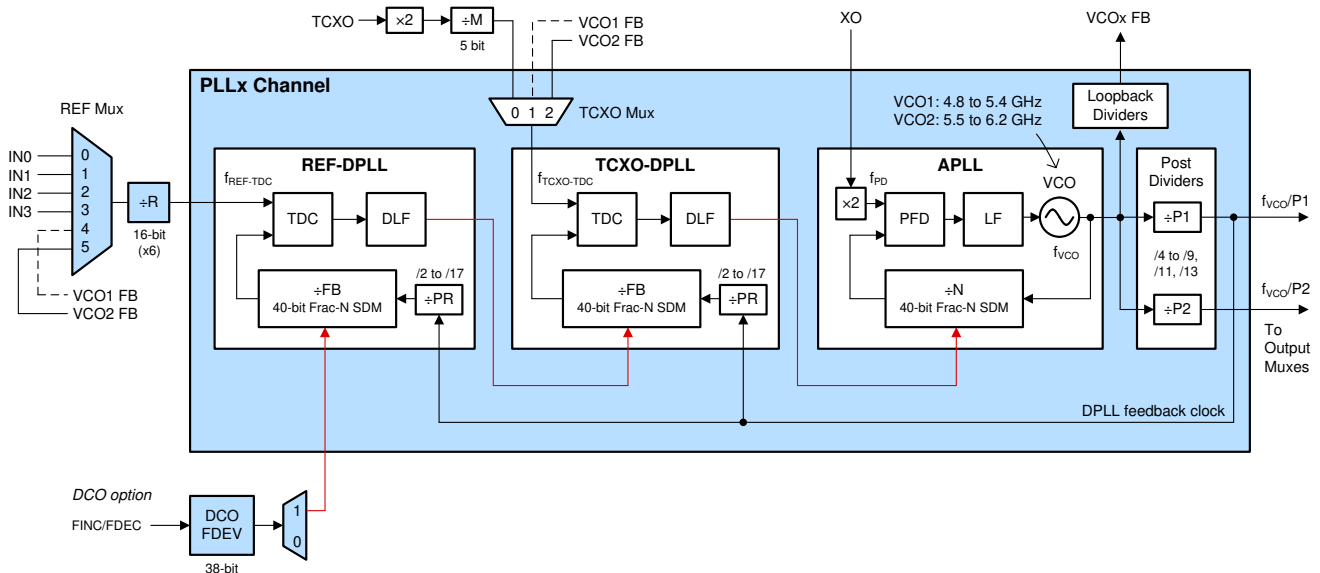 TCXO
×2
÷M
5 bit
VCO1 FB
VCO2 FB
XO
VCOx FB
PLLx Channel
0 1 2
TCXO Mux
VCO1: 4.8 to 5.4 GHz
VCO2: 5.5 to 6.2 GHz
Loopback
Dividers
REF Mux
IN0
IN1
IN2
IN3
0
1
2
3
4
5
÷R
16-bit
(x6)
VCO1 FB
VCO2 FB
REF-DPLL
fREF-TDC
TDC
DLF
÷FB
40-bit Frac-N SDM
/2 to /17
÷PR
TCXO-DPLL
fTCXO-TDC
TDC
DLF
÷FB
40-bit Frac-N SDM
/2 to /17
÷PR
APLL
fPD
×2
PFD
LF
VCO
fVCO
÷N
40-bit Frac-N SDM
Post
Dividers
÷P1
/4 to /9,
/11, /13
÷P2
fVCO/P1
fVCO/P2
To
Output
Muxes
DPLL feedback clock
DCO option
FINC/FDEC
DCO
FDEV
38-bit
1
0